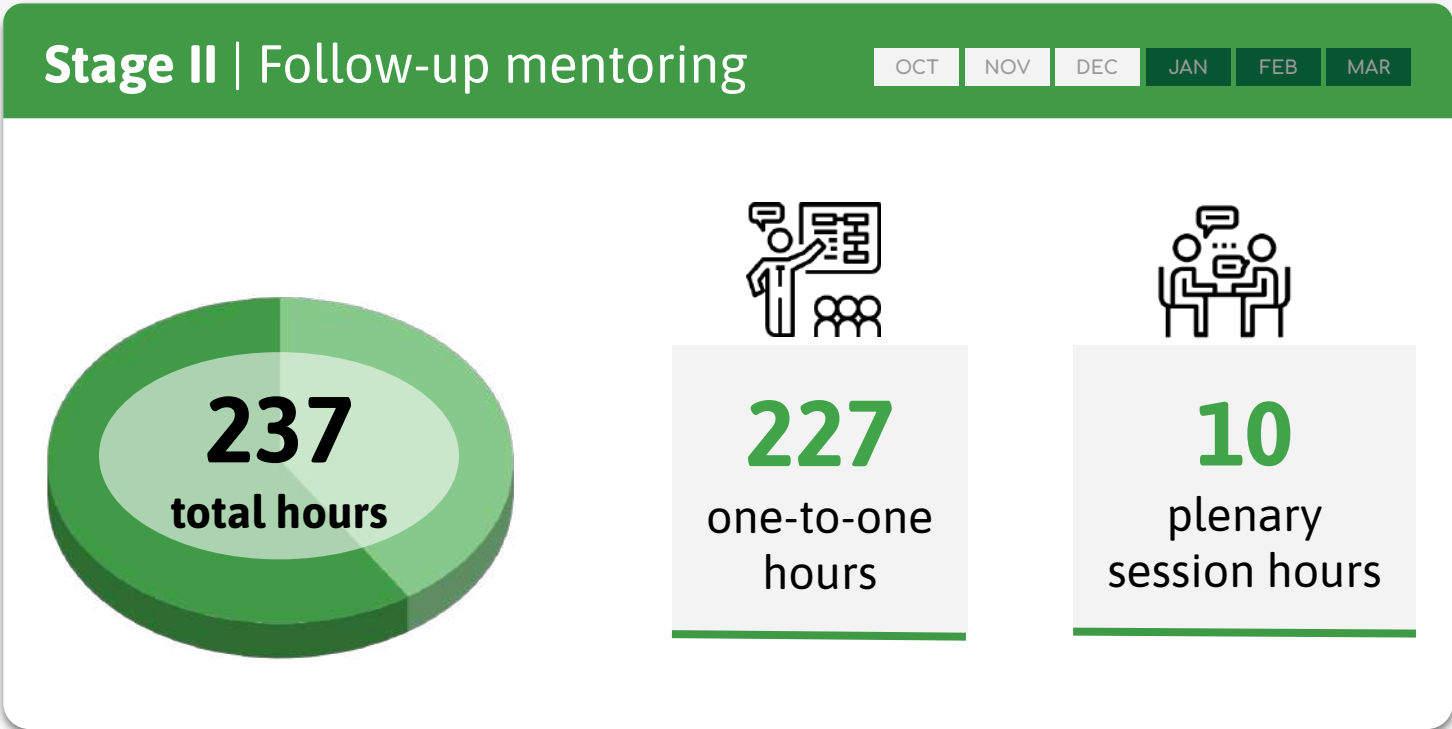 Stage II | Follow-up mentoring
OCT NOV DEC JAN FEB MAR
237
total hours
227
one-to-one
hours
10
plenary
session hours